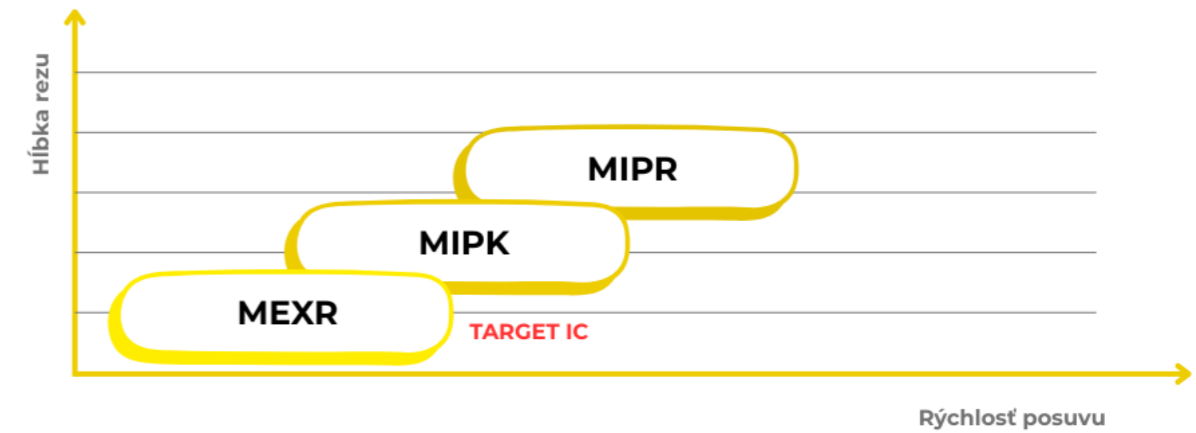 Hĺbka rezu
MIPR
MIPK
MEXR
TARGET IC
Rýchlosť posuvu